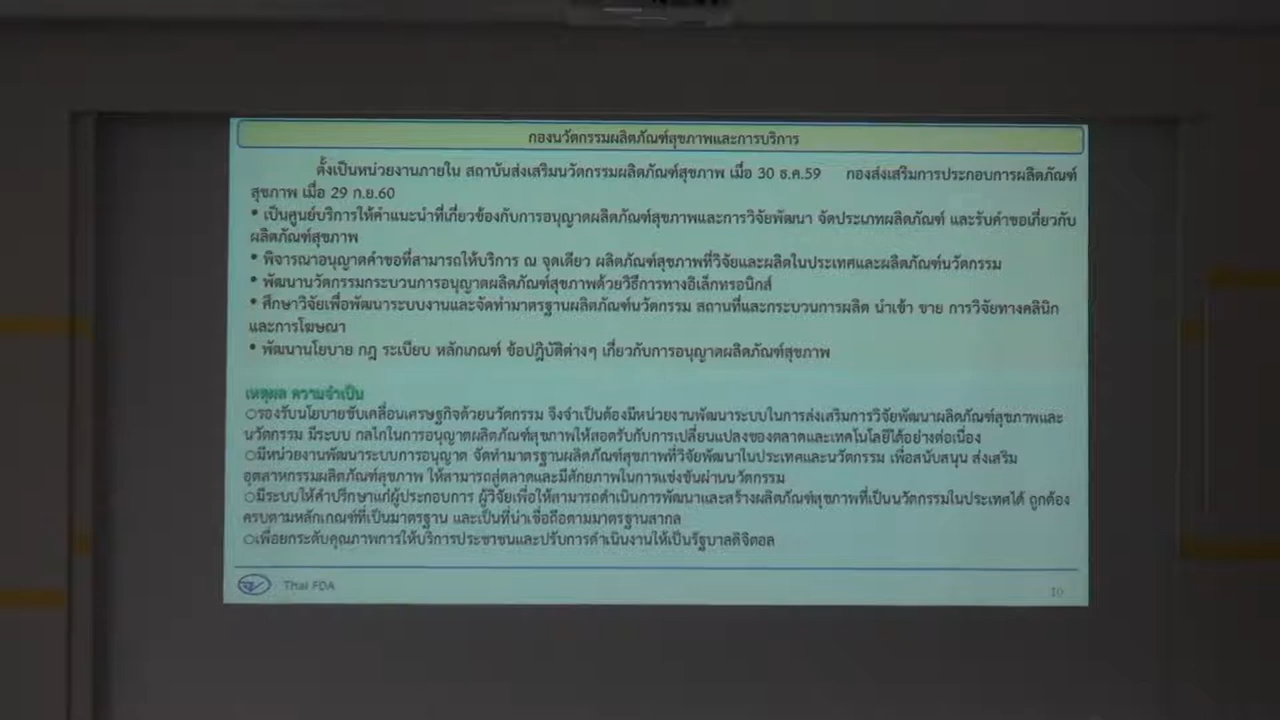 กองนวัตกรรมผลิตภัณฑ์สุขภาพและการบริการ
ตั้งเป็นหน่วยงานภายใน สถาบันส่งเสริมนวัตกรรมผลิตภัณฑ์สุขภาพ เมื่อ 30 ธ.ค.59 กองส่งเสริมการประกอบการผลิตภัณฑ์
สุขภาพ เมื่อ 29 ก.ย.60
• เป็นศูนย์บริการให้คำแนะนำที่เกี่ยวข้องกับการอนุญาตผลิตภัณฑ์สุขภาพและการวิจัยพัฒนา จัดประเภทผลิตภัณฑ์ และรับคำขอเกี่ยวกับ
ผลิตภัณฑ์สุขภาพ
• พิจารณาอนุญาตคำขอที่สามารถให้บริการ ณ จุดเดียว ผลิตภัณฑ์สุขภาพที่วิจัยและผลิตในประเทศและผลิตภัณฑ์นวัตกรรม
• พัฒนานวัตกรรมกระบวนการอนุญาตผลิตภัณฑ์สุขภาพด้วยวิธีการทางอิเล็กทรอนิกส์
• ศึกษาวิจัยเพื่อพัฒนาระบบงานและจัดทำมาตรฐานผลิตภัณฑ์นวัตกรรม สถานที่และกระบวนการผลิต นำเข้า ขาย การวิจัยทางคลินิก
และการโฆษณา
• พัฒนานโยบาย กฎ ระเบียบ หลักเกณฑ์ ข้อปฎิบัติต่างๆ เกี่ยวกับการอนุญาตผลิตภัณฑ์สุขภาพ
เหตุผล ความจำเป็น
○รองรับนโยบายขับเคลื่อนเศรษฐกิจด้วยนวัตกรรม จึงจำเป็นต้องมีหน่วยงานพัฒนาระบบในการส่งเสริมการวิจัยพัฒนาผลิตภัณฑ์สุขภาพและ
นวัตกรรม มีระบบ กลไกในการอนุญาตผลิตภัณฑ์สุขภาพให้สอดรับกับการเปลี่ยนแปลงของตลาดและเทคโนโลยีได้อย่างต่อเนื่อง
○มีหน่วยงานพัฒนาระบบการอนุญาต จัดทำมาตรฐานผลิตภัณฑ์สุขภาพที่วิจัยพัฒนาในประเทศและนวัตกรรม เพื่อสนับสนุน ส่งเสริม
อุตสาหกรรมผลิตภัณฑ์สุขภาพ ให้สามารถสู่ตลาดและมีศักยภาพในการแข่งขันผ่านนวัตกรรม
○มีระบบให้คำปรึกษาแก่ผู้ประกอบการ ผู้วิจัยเพื่อให้สามารถดำเนินการพัฒนาและสร้างผลิตภัณฑ์สุขภาพที่เป็นนวัตกรรมในประเทศได้ ถูกต้อง
ครบตามหลักเกณฑ์ที่เป็นมาตรฐาน และเป็นที่น่าเชื่อถือตามมาตรฐานสากล
○เพื่อยกระดับคุณภาพการให้บริการประชาชนและปรับการดำเนินงานให้เป็นรัฐบาลดิจิตอล
Thai FDA
10